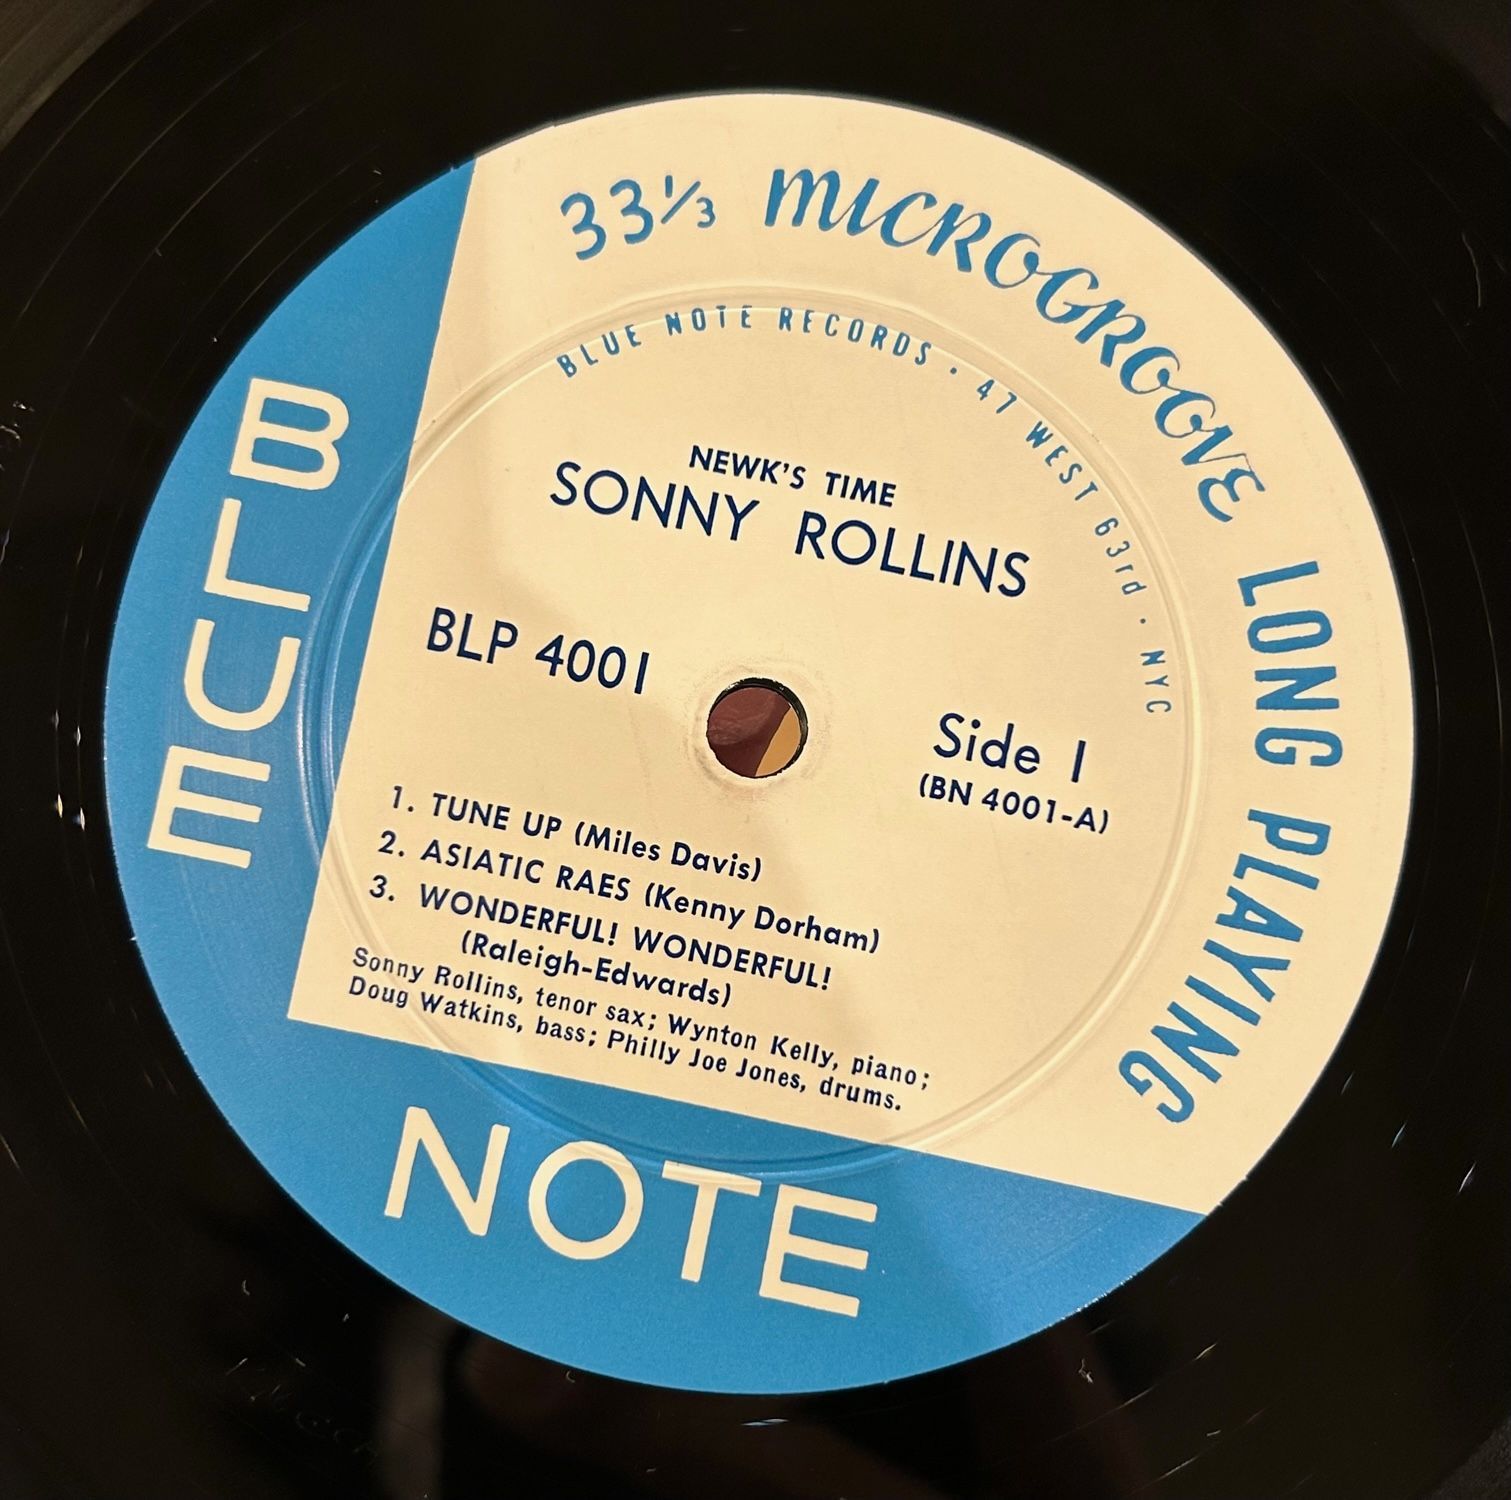 33⅓ MICROGROOVE LONG PLAYING
BLUE NOTE RECORDS · 47 WEST 63rd · NYC
NEWK'S TIME
SONNY ROLLINS
BLP 4001
Side 1
(BN 4001-A)
1. TUNE UP (Miles Davis)
2. ASIATIC RAES (Kenny Dorham)
3. WONDERFUL! WONDERFUL!
(Raleigh-Edwards)
Sonny Rollins, tenor sax; Wynton Kelly, piano;
Doug Watkins, bass; Philly Joe Jones, drums.
BLUE
NOTE